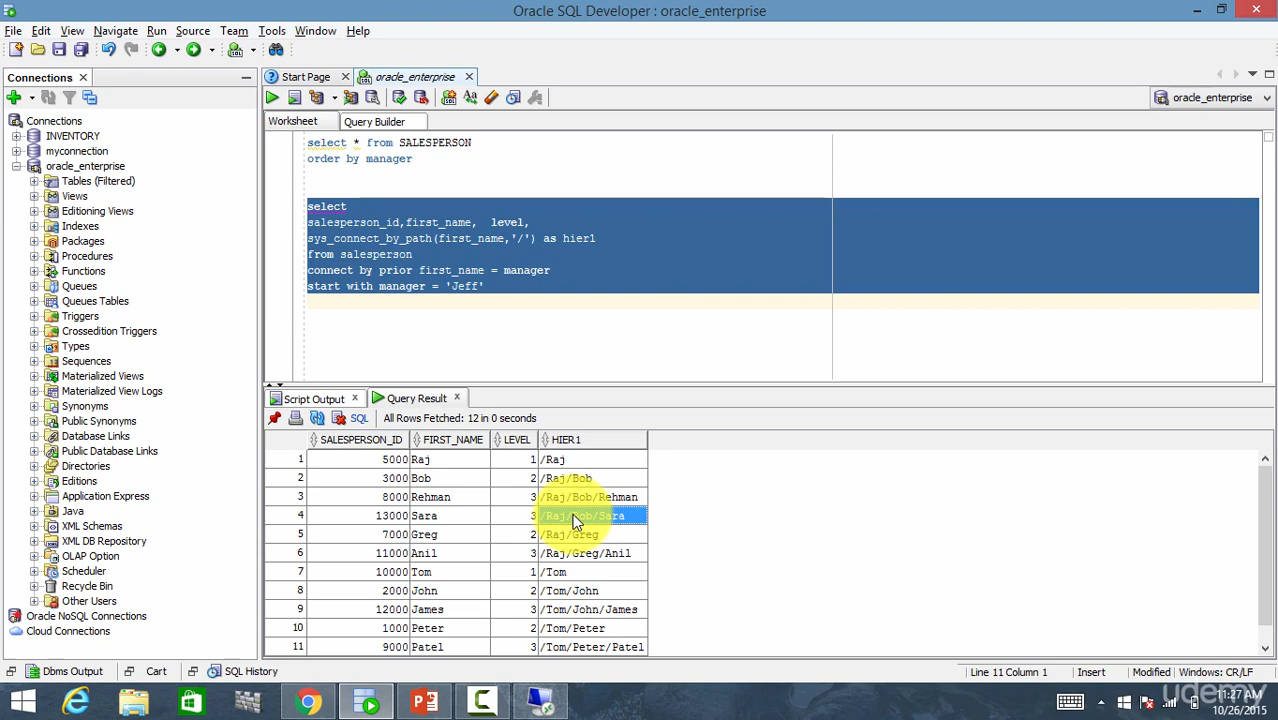 Oracle SQL Developer : oracle_enterprise
File Edit View Navigate Run Source Team Tools Window Help
Connections
Start Page
oracle_enterprise
oracle_enterprise
Worksheet Query Builder
Connections
INVENTORY
myconnection
oracle_enterprise
Tables (Filtered)
Views
Editioning Views
Indexes
Packages
Procedures
Functions
Queues
Queues Tables
Triggers
Crossedition Triggers
Types
Sequences
Materialized Views
Materialized View Logs
Synonyms
Public Synonyms
Database Links
Public Database Links
Directories
Editions
Application Express
Java
XML Schemas
XML DB Repository
OLAP Option
Scheduler
Recycle Bin
Other Users
Oracle NoSQL Connections
Cloud Connections
select * from SALESPERSON
order by manager
select
salesperson_id,first_name, level,
sys_connect_by_path(first_name,'/') as hier1
from salesperson
connect by prior first_name = manager
start with manager = 'Jeff'
Script Output Query Result
SQL All Rows Fetched: 12 in 0 seconds
SALESPERSON_ID FIRST_NAME LEVEL HIER1
1 5000 Raj 1 /Raj
2 3000 Bob 2 /Raj/Bob
3 8000 Rehman 3 /Raj/Bob/Rehman
4 13000 Sara 3 /Raj/Bob/Sara
5 7000 Greg 2 /Raj/Greg
6 11000 Anil 3 /Raj/Greg/Anil
7 10000 Tom 1 /Tom
8 2000 John 2 /Tom/John
9 12000 James 3 /Tom/John/James
10 1000 Peter 2 /Tom/Peter
11 9000 Patel 3 /Tom/Peter/Patel
Dbms Output Cart SQL History
Line 11 Column 1 Insert Modified Windows: CR/LF
udemy
11:27 AM
10/26/2015